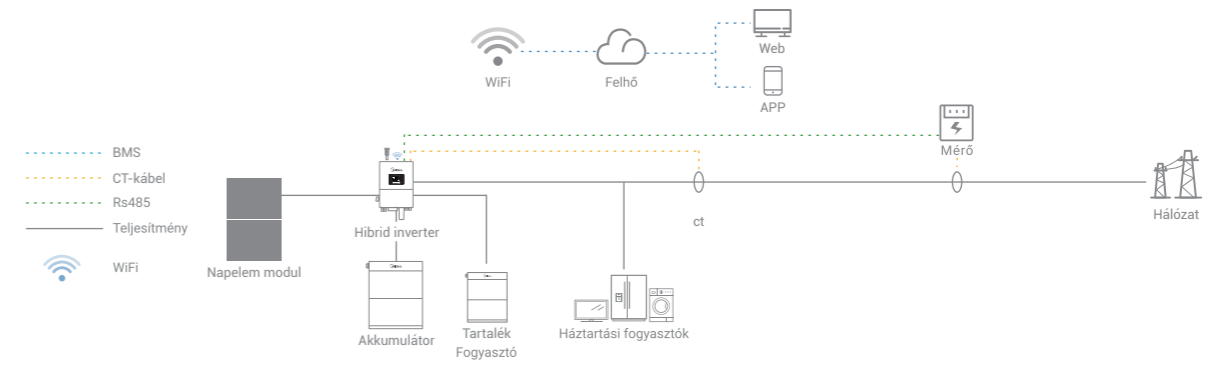 WiFi
Felhő
Web
APP
Mérő
BMS
CT-kábel
Rs485
Teljesítmény
WiFi
Napelem modul
Hibrid inverter
Akkumulátor
Tartalék
Fogyasztó
Háztartási fogyasztók
ct
Hálózat